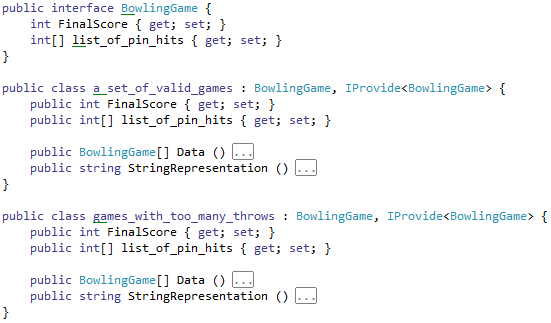 public interface BowlingGame {
    int FinalScore { get; set; }
    int[] list_of_pin_hits { get; set; }
}
public class a_set_of_valid_games : BowlingGame, IProvide<BowlingGame> {
    public int FinalScore { get; set; }
    public int[] list_of_pin_hits { get; set; }
    public BowlingGame[] Data () ...
    public string StringRepresentation () ...
}
public class games_with_too_many_throws : BowlingGame, IProvide<BowlingGame> {
    public int FinalScore { get; set; }
    public int[] list_of_pin_hits { get; set; }
    public BowlingGame[] Data () ...
    public string StringRepresentation () ...
}